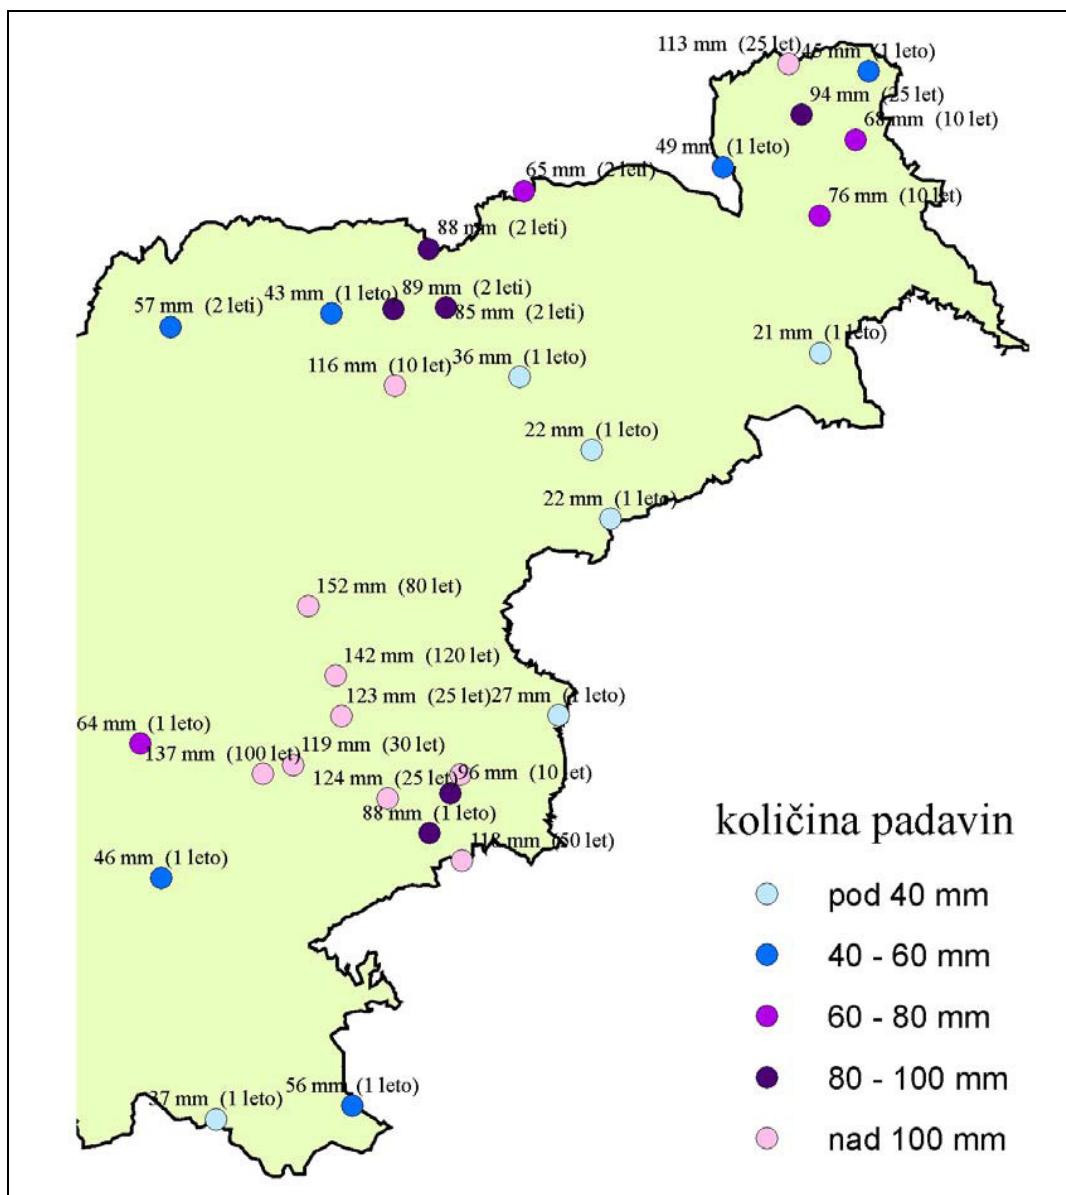 113 mm (25 let)
45 mm (1 leto)
94 mm (25 let)
68 mm (10 let)
49 mm (1 leto)
65 mm (2 leti)
76 mm (10 let)
88 mm (2 leti)
57 mm (2 leti)
43 mm (1 leto)
89 mm (2 leti)
85 mm (2 leti)
21 mm (1 leto)
116 mm (10 let)
36 mm (1 leto)
22 mm (1 leto)
22 mm (1 leto)
152 mm (80 let)
142 mm (120 let)
123 mm (25 let)
27 mm (1 leto)
64 mm (1 leto)
137 mm (100 let)
119 mm (30 let)
124 mm (25 let)
96 mm (10 let)
88 mm (1 leto)
118 mm (50 let)
46 mm (1 leto)
37 mm (1 leto)
56 mm (1 leto)
količina padavin
pod 40 mm
40 - 60 mm
60 - 80 mm
80 - 100 mm
nad 100 mm